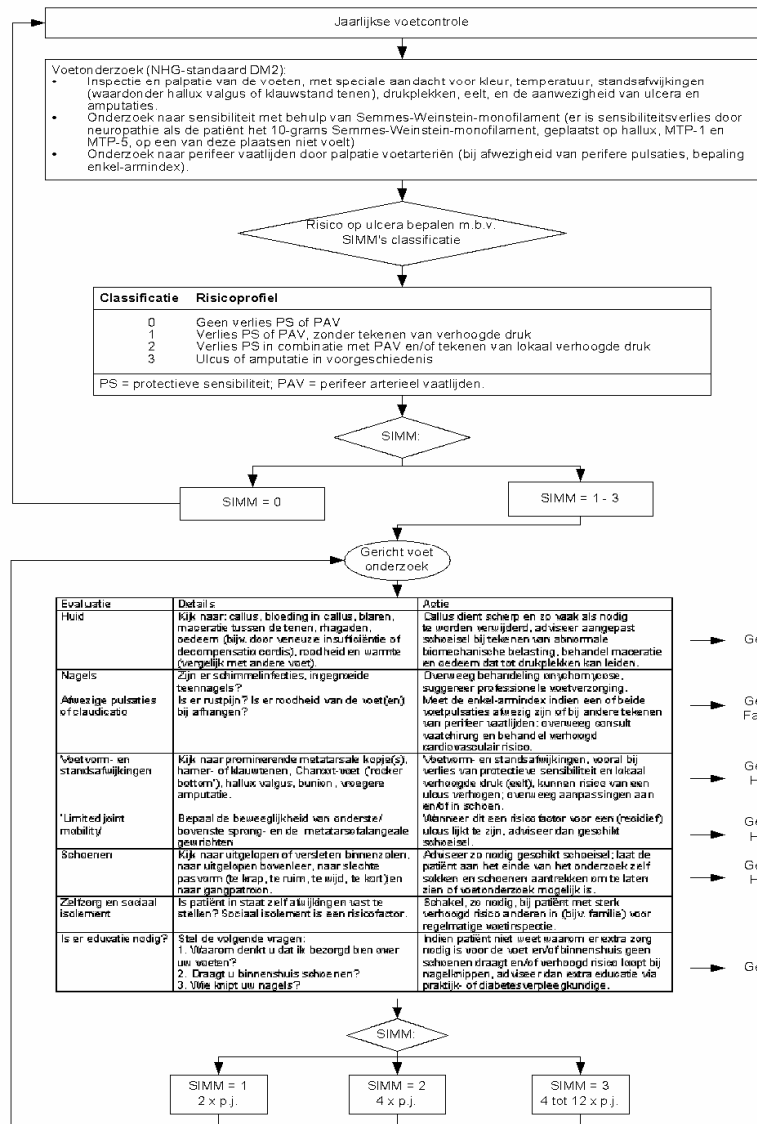 Jaarlijkse voetcontrole
Voetonderzoek (NHG-standaard DM2):
• Inspectie en palpatie van de voeten, met speciale aandacht voor kleur, temperatuur, standsafwijkingen
(waaronder hallux valgus of klauwstand tenen), drukplekken, eelt, en de aanwezigheid van ulcera en
amputaties.
• Onderzoek naar sensibiliteit met behulp van Semmes-Weinstein-monofilament (er is sensibiliteitsverlies door
neuropathie als de patiënt het 10-grams Semmes-Weinstein-monofilament, geplaatst op hallux, MTP-1 en
MTP-5, op een van deze plaatsen niet voelt)
• Onderzoek naar perifeer vaatlijden door palpatie voetarteriën (bij afwezigheid van perifere pulsaties, bepaling
enkel-armindex).
Risico op ulcera bepalen m.b.v.
SIMM's classificatie
Classificatie Risicoprofiel
0 Geen verlies PS of PAV
1 Verlies PS of PAV, zonder tekenen van verhoogde druk
2 Verlies PS in combinatie met PAV en/of tekenen van lokaal verhoogde druk
3 Ulcus of amputatie in voorgeschiedenis
PS = protectieve sensibiliteit; PAV = perifeer arterieel vaatlijden.
SIMM:
SIMM = 0
SIMM = 1 - 3
Gericht voet
onderzoek
Evaluatie Details Actie
Huid
Kijk naar: callus, bloeding in callus, blaren,
maceratie tussen de tenen, rhagaden,
oedeem (bijv. door veneuze insufficiëntie of
decompensatio cordis), roodheid en warmte
(vergelijk met andere voet).
Callus dient scherp en zo vaak als nodig
te worden verwijderd, adviseer aangepast
schoeisel bij tekenen van abnormale
biomechanische belasting, behandel maceratie
en oedeem dat tot drukplekken kan leiden.
Ge
Nagels
Zijn er schimmelinfecties, ingegroeide
teennagels?
Overweeg behandeling onychomycose,
suggereer professionele voetverzorging.
Afwezige pulsaties
of claudicatio
Is er rustpijn? Is er roodheid van de voet(en)
bij afhangen?
Meet de enkel-armindex indien een of beide
voetpulsaties afwezig zijn of bij andere tekenen
van perifeer vaatlijden: overweeg consult
vaatchirurg en behandel verhoogd
cardiovasculair risico.
Ge
Fa
Voetvorm- en
standsafwijkingen
Kijk naar prominerende metatarsale kopje(s),
hamer- of klauwtenen, Charcot-voet ('rocker
bottom'), hallux valgus, bunion, vroegere
amputatie.
Voetvorm- en standsafwijkingen, vooral bij
verlies van protectieve sensibiliteit en lokaal
verhoogde druk (eelt), kunnen risico van een
ulcus verhogen; overweeg aanpassingen aan
en/of in schoen.
Ge
H
'Limited joint
mobility'
Bepaal de beweeglijkheid van onderste/
bovenste sprong- en de metatarsofalangeale
gewrichten
Wanneer dit een risicofactor voor een (residief)
ulcus lijkt te zijn, adviseer dan geschikt
schoeisel.
Ge
H
Schoenen
Kijk naar uitgelopen of versleten binnenzolen,
naar uitgelopen bovenleer, naar slechte
pasvorm (te krap, te ruim, te wijd, te kort) en
naar gangpatroon.
Adviseer zo nodig geschikt schoeisel; laat de
patiënt aan het einde van het onderzoek zelf
sokken en schoenen aantrekken om te laten
zien of voetonderzoek mogelijk is.
Ge
H
Zelfzorg en sociaal
isolement
Is patiënt in staat zelf afwijkingen vast te
stellen? Sociaal isolement is een risicofactor.
Schakel, zo nodig, bij patiënt met sterk
verhoogd risico anderen in (bijv. familie) voor
regelmatige voetinspectie.
Is er educatie nodig?
Stel de volgende vragen:
1. Waarom denkt u dat ik bezorgd ben over
uw voeten?
2. Draagt u binnenshuis schoenen?
3. Wie knipt uw nagels?
Indien patiënt niet weet waarom er extra zorg
nodig is voor de voet en/of binnenshuis geen
schoenen draagt en/of verhoogd risico loopt bij
nagelknippen, adviseer dan extra educatie via
praktijk- of diabetesverpleegkundige.
Ge
SIMM:
SIMM = 1
2 x p.j.
SIMM = 2
4 x p.j.
SIMM = 3
4 tot 12 x p.j.